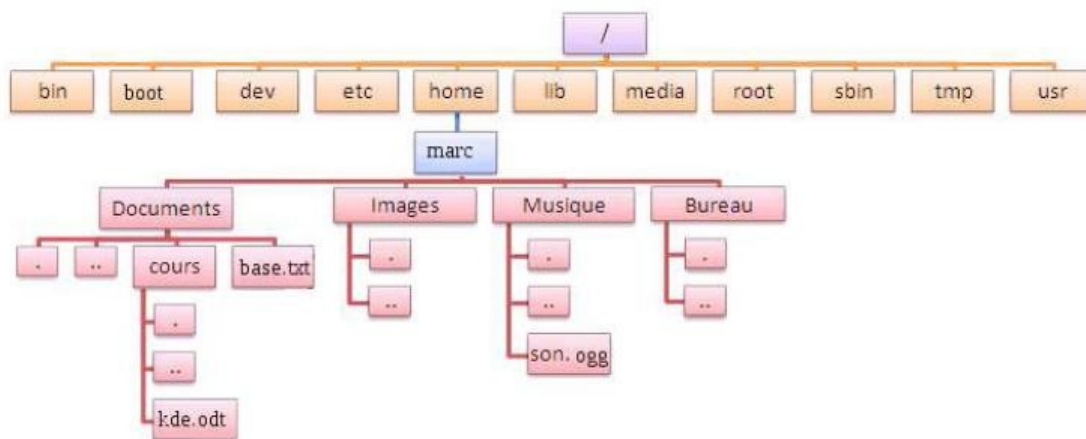 /
bin boot dev etc home lib media root sbin tmp usr
marc
Documents Images Musique Bureau
. .. cours base.txt . . .
.. .. ..
.
son. ogg
..
kde.odt